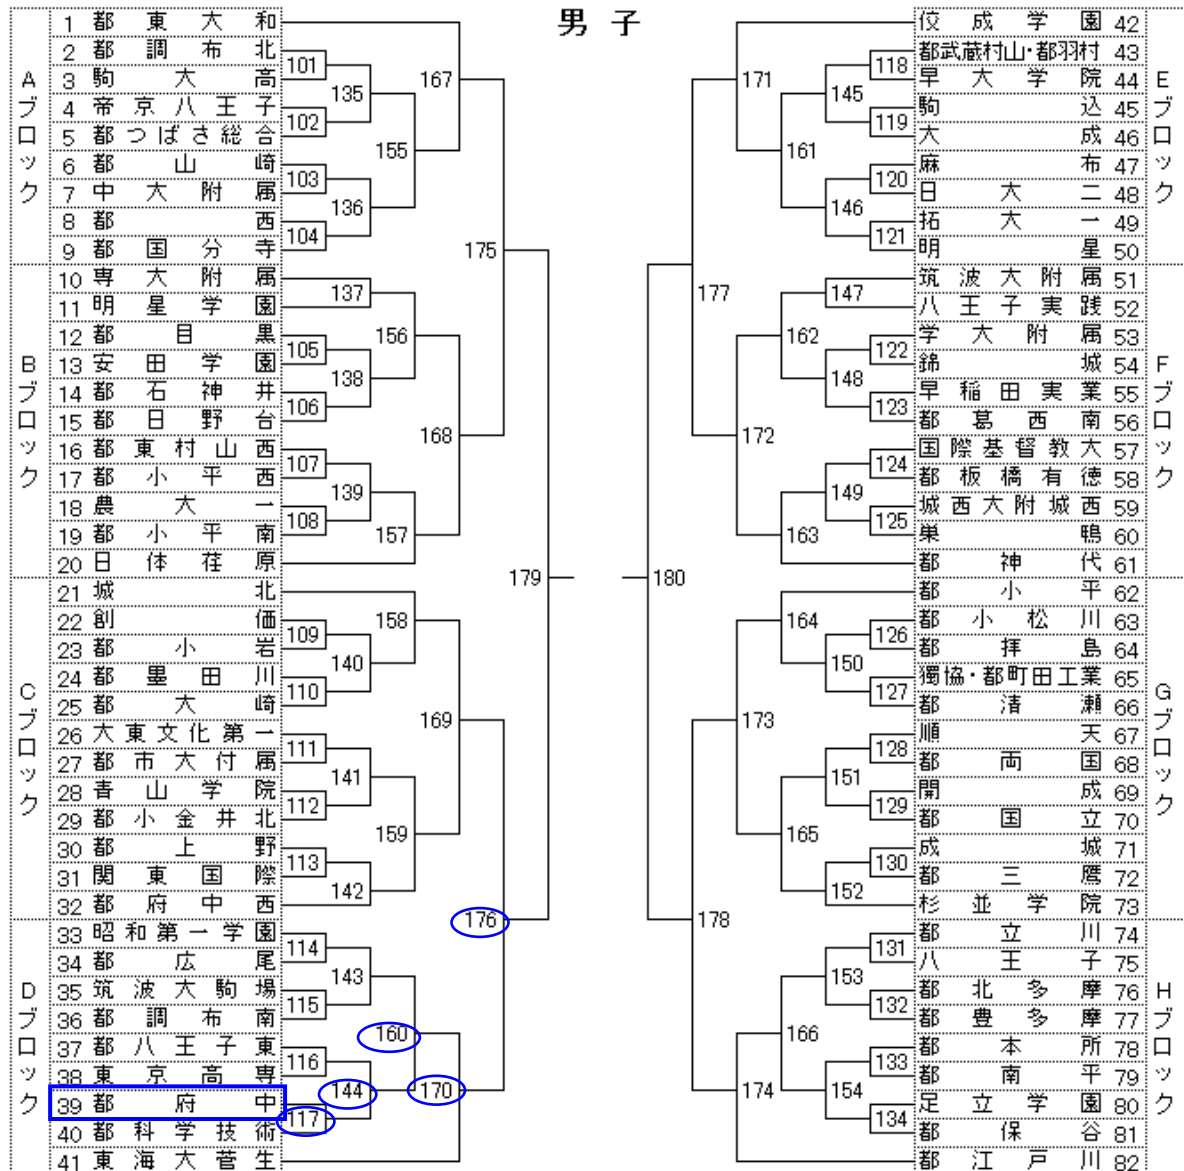 男子
Aブロック
1 都東大和
2 都調布北
3 駒大高
4 帝京八王子
5 都つばさ総合
6 都山崎
7 中大附属
8 都西
9 都国分寺
101
102
103
104
135
136
155
167
Bブロック
10 専大附属
11 明星学園
12 都目黒
13 安田学園
14 都石神井
15 都日野台
16 都東村山西
17 都小平西
18 農大一
19 都小平南
20 日体荏原
105
106
107
108
137
138
139
156
157
168
175
Cブロック
21 城北
22 創価
23 都小岩
24 都墨田川
25 都大崎
26 大東文化第一
27 都市大付属
28 青山学院
29 都小金井北
30 都上野
31 関東国際
32 都府中西
109
110
111
112
113
140
141
142
158
159
169
Dブロック
33 昭和第一学園
34 都広尾
35 筑波大駒場
36 都調布南
37 都八王子東
38 東京高専
39 都府中
40 都科学技術
41 東海大菅生
114
115
116
117
143
144
160
170
176
179
Eブロック
佼成学園 42
都武蔵村山・都羽村 43
早大学院 44
駒込 45
大成 46
麻布 47
日大二 48
拓大一 49
明星 50
118
119
120
121
145
146
161
171
Fブロック
筑波大附属 51
八王子実践 52
学大附属 53
錦城 54
早稲田実業 55
都葛西南 56
国際基督教大 57
都板橋有徳 58
城西大附城西 59
巣鴨 60
都神代 61
122
123
124
125
147
148
149
162
163
172
177
Gブロック
都小平 62
都小松川 63
都拝島 64
獨協・都町田工業 65
都清瀬 66
順天 67
都両国 68
開成 69
都国立 70
成城 71
都三鷹 72
杉並学院 73
126
127
128
129
130
150
151
152
164
165
173
Hブロック
都立川 74
八王子 75
都北多摩 76
都豊多摩 77
都本所 78
都南平 79
足立学園 80
都保谷 81
都江戸川 82
131
132
133
134
153
154
166
174
178
180